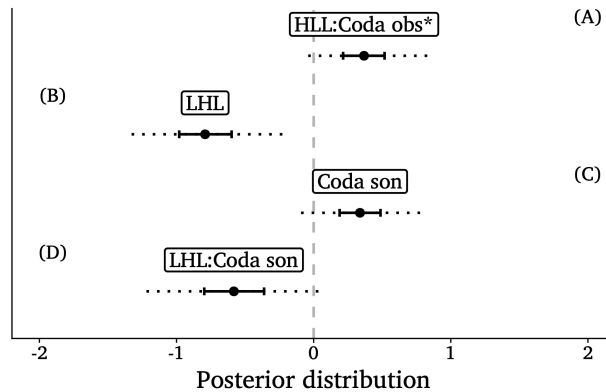 HLL:Coda obs*
(A)
(B)
LHL
Coda son
(C)
(D)
LHL:Coda son
-2 -1 0 1 2
Posterior distribution